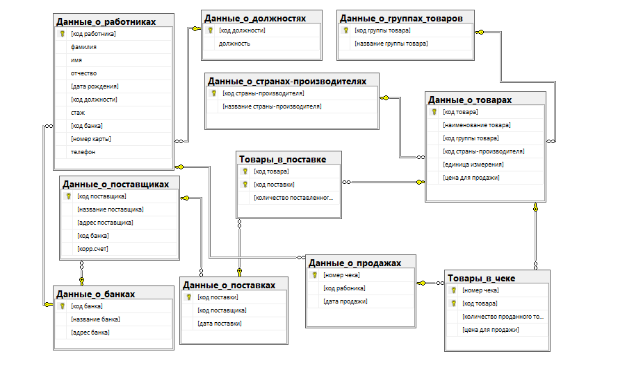 Данные_о_работниках
[код работника]
фамилия
имя
отчество
[дата рождения]
[код должности]
стаж
[код банка]
[номер карты]
телефон
Данные_о_должностях
[код должности]
должность
Данные_о_группах_товаров
[код группы товара]
[название группы товара]
Данные_о_странах-производителях
[код страны-производителя]
[название страны-производителя]
Данные_о_товарах
[код товара]
[наименование товара]
[код группы товара]
[код страны-производителя]
[единица измерения]
[цена для продажи]
Товары_в_поставке
[код товара]
[код поставки]
[количество поставленног...
Данные_о_поставщиках
[код поставщика]
[название поставщика]
[адрес поставщика]
[код банка]
[корр.счет]
Данные_о_банках
[код банка]
[название банка]
[адрес банка]
Данные_о_поставках
[код поставки]
[код поставщика]
[дата поставки]
Данные_о_продажах
[номер чека]
[код рабоника]
[дата продажи]
Товары_в_чеке
[номер чека]
[код товара]
[количество проданного то...
[цена для продажи]